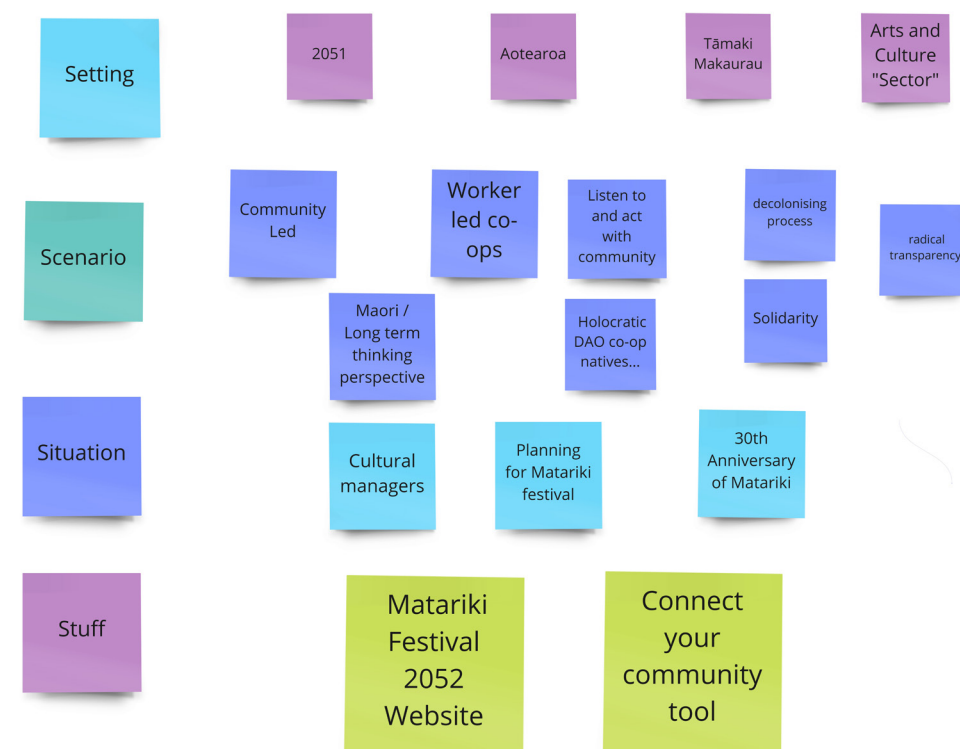 Setting
2051
Aotearoa
Tāmaki
Makaurau
Arts and
Culture
"Sector"
Scenario
Community
Led
Worker
led co-
ops
Listen to
and act
with
community
decolonising
process
radical
transparency
Maori /
Long term
thinking
perspective
Holocratic
DAO co-op
natives...
Solidarity
Situation
Cultural
managers
Planning
for Matariki
festival
30th
Anniversary
of Matariki
Stuff
Matariki
Festival
2052
Website
Connect
your
community
tool